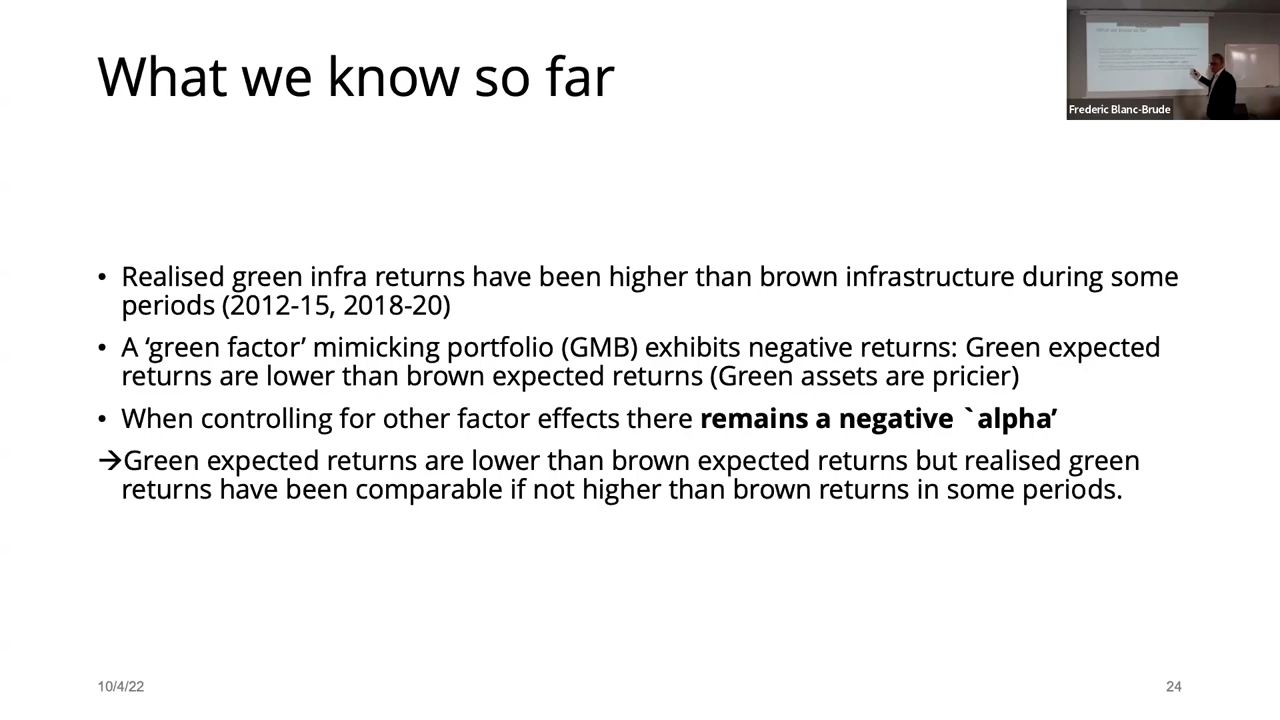 What we know so far
Frederic Blanc-Brude
• Realised green infra returns have been higher than brown infrastructure during some
periods (2012-15, 2018-20)
• A ‘green factor’ mimicking portfolio (GMB) exhibits negative returns: Green expected
returns are lower than brown expected returns (Green assets are pricier)
• When controlling for other factor effects there remains a negative `alpha’
→Green expected returns are lower than brown expected returns but realised green
returns have been comparable if not higher than brown returns in some periods.
10/4/22
24